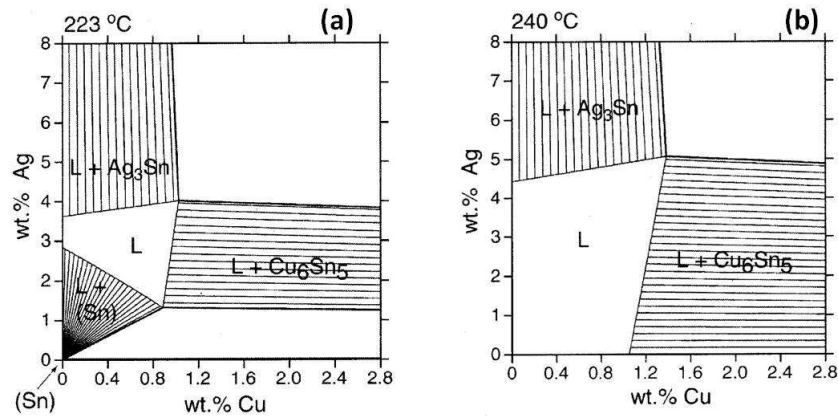 223 °C
(a)
8
7
6
5
4
3
2
1
0
wt.% Ag
L + Ag3Sn
L
L +
(Sn)
L + Cu6Sn5
0
0.4
0.8
1.2
1.6
2.0
2.4
2.8
(Sn)
wt.% Cu
240 °C
(b)
8
7
6
5
4
3
2
1
0
wt.% Ag
L + Ag3Sn
L
L + Cu6Sn5
0
0.4
0.8
1.2
1.6
2.0
2.4
2.8
wt.% Cu